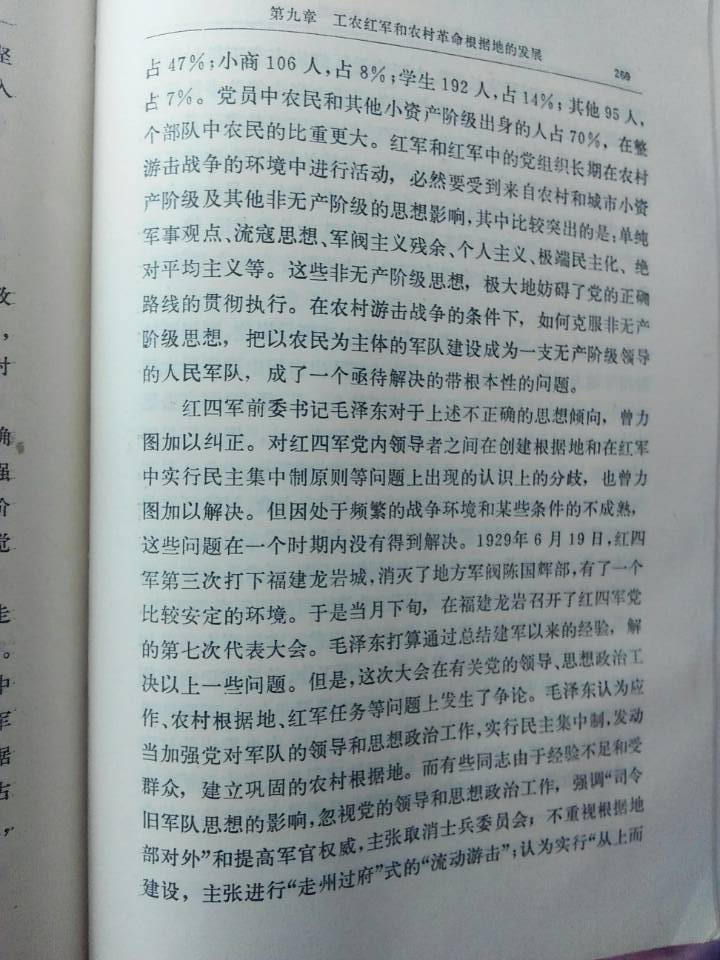 第九章 工农红军和农村革命根据地的发展 269
占47%;小商106人,占8%;学生192人,占14%;其他95人,
占7%。党员中农民和其他小资产阶级出身的人占70%,在整
个部队中农民的比重更大。红军和红军中的党组织长期在农村
游击战争的环境中进行活动,必然要受到来自农村和城市小资
产阶级及其他非无产阶级的思想影响,其中比较突出的是:单纯
军事观点、流寇思想、军阀主义残余、个人主义、极端民主化、绝
对平均主义等。这些非无产阶级思想,极大地妨碍了党的正确
路线的贯彻执行。在农村游击战争的条件下,如何克服非无产
阶级思想,把以农民为主体的军队建设成为一支无产阶级领导
的人民军队,成了一个亟待解决的带根本性的问题。
红四军前委书记毛泽东对于上述不正确的思想倾向,曾力
图加以纠正。对红四军党内领导者之间在创建根据地和在红军
中实行民主集中制原则等问题上出现的认识上的分歧,也曾力
图加以解决。但因处于频繁的战争环境和某些条件的不成熟,
这些问题在一个时期内没有得到解决。1929年6月19日,红四
军第三次打下福建龙岩城,消灭了地方军阀陈国辉部,有了一个
比较安定的环境。于是当月下旬,在福建龙岩召开了红四军党
的第七次代表大会。毛泽东打算通过总结建军以来的经验,解
决以上一些问题。但是,这次大会在有关党的领导、思想政治工
作、农村根据地、红军任务等问题上发生了争论。毛泽东认为应
当加强党对军队的领导和思想政治工作,实行民主集中制,发动
群众,建立巩固的农村根据地。而有些同志由于经验不足和受
旧军队思想的影响,忽视党的领导和思想政治工作,强调“司令
部对外”和提高军官权威,主张取消士兵委员会;不重视根据地
建设,主张进行“走州过府”式的“流动游击”;认为实行“从上而